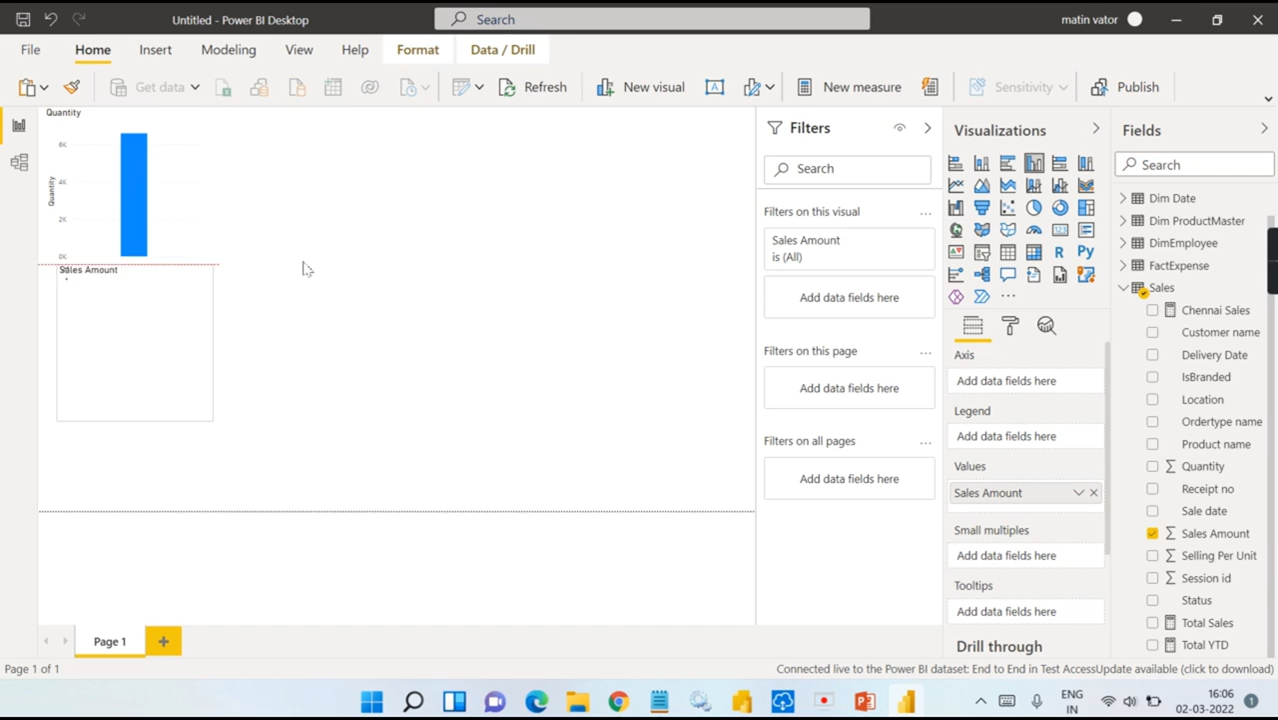 Untitled - Power BI Desktop
Search
matin vator
File
Home
Insert
Modeling
View
Help
Format
Data / Drill
Get data
Refresh
New visual
New measure
Sensitivity
Publish
Quantity
6K
4K
2K
0K
Quantity
Sales Amount
Filters
Search
Filters on this visual
...
Sales Amount
is (All)
Add data fields here
Filters on this page
...
Add data fields here
Filters on all pages
...
Add data fields here
Visualizations
R
Py
...
Axis
Add data fields here
Legend
Add data fields here
Values
Sales Amount
Small multiples
Add data fields here
Tooltips
Add data fields here
Drill through
Fields
Search
Dim Date
Dim ProductMaster
DimEmployee
FactExpense
Sales
Chennai Sales
Customer name
Delivery Date
IsBranded
Location
Ordertype name
Product name
Quantity
Receipt no
Sale date
Sales Amount
Selling Per Unit
Session id
Status
Total Sales
Total YTD
Page 1
Page 1 of 1
Connected live to the Power BI dataset: End to End in Test AccessUpdate available (click to download)
ENG
IN
16:06
02-03-2022
1